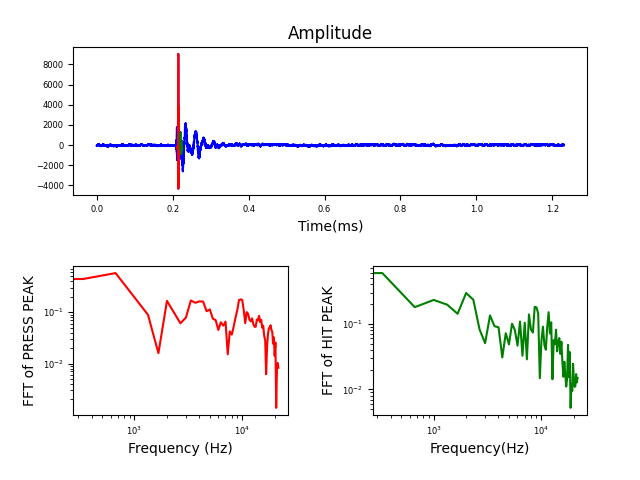 Amplitude
8000
6000
4000
2000
0
−2000
−4000
0.0 0.2 0.4 0.6 0.8 1.0 1.2
Time(ms)
FFT of PRESS PEAK
10⁻¹
10⁻²
10³ 10⁴
Frequency (Hz)
FFT of HIT PEAK
10⁻¹
10⁻²
10³ 10⁴
Frequency(Hz)